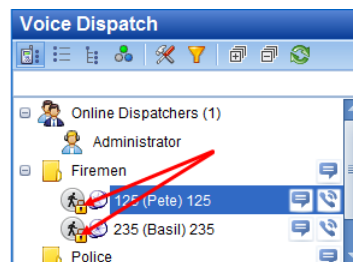 Voice Dispatch
Online Dispatchers (1)
Administrator
Firemen
125 (Pete) 125
235 (Basil) 235
Police